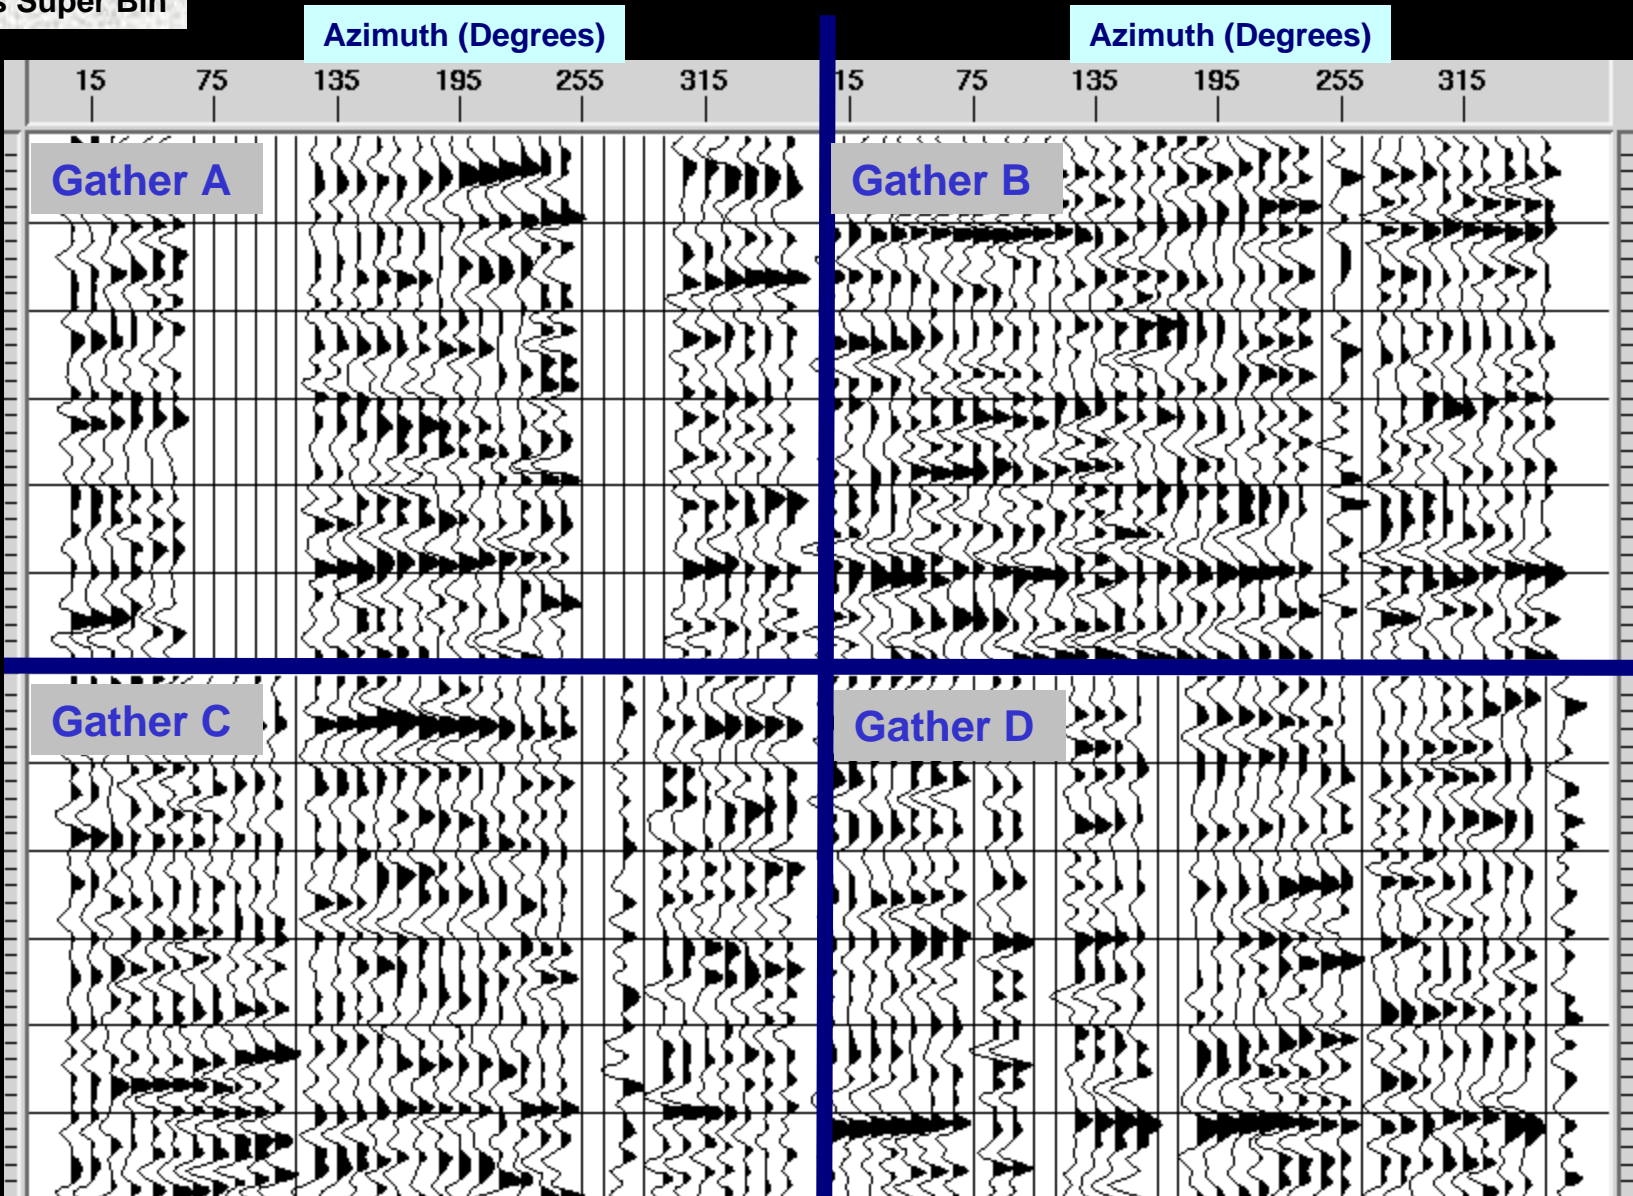 s Super Bin
Azimuth (Degrees) Azimuth (Degrees)
15 75 135 195 255 315 15 75 135 195 255 315
Gather A Gather B
Gather C Gather D